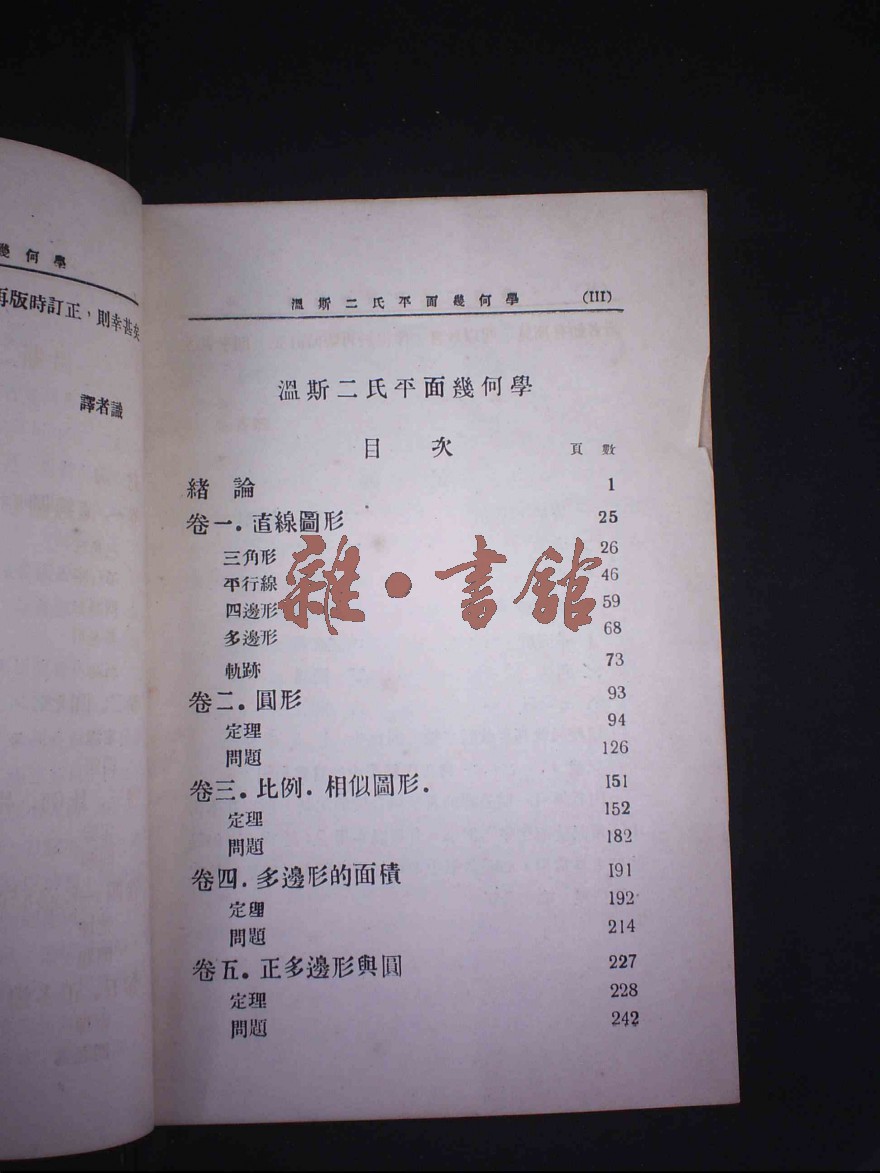 幾何學
再版時訂正，則幸甚矣
譯者識
溫斯二氏平面幾何學 (III)
溫斯二氏平面幾何學
目 次 頁數
緒論 1
卷一．直線圖形 25
三角形 26
平行線 46
四邊形 59
多邊形 68
軌跡 73
卷二．圓形 93
定理 94
問題 126
卷三．比例．相似圖形． 151
定理 152
問題 182
卷四．多邊形的面積 191
定理 192
問題 214
卷五．正多邊形與圓 227
定理 228
問題 242
雜·書館